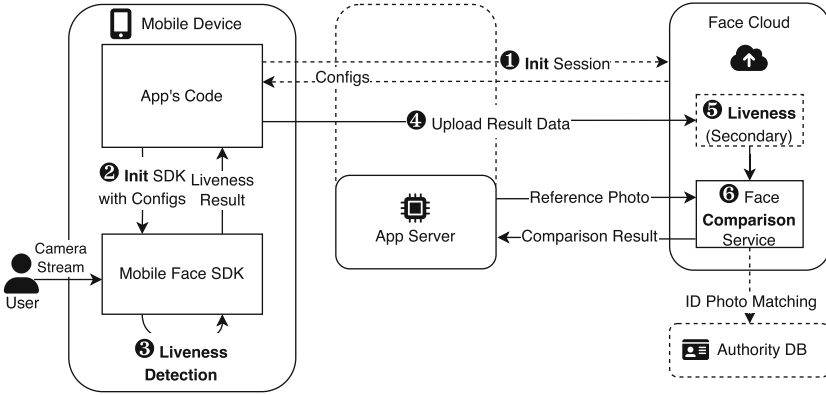 Mobile Device
Face Cloud
App's Code
❶ Init Session
Configs
❹ Upload Result Data
❺ Liveness
(Secondary)
❷ Init SDK
with Configs
Liveness
Result
App Server
Reference Photo
Comparison Result
❻ Face
Comparison
Service
Camera
Stream
User
Mobile Face SDK
❸ Liveness
Detection
ID Photo Matching
Authority DB